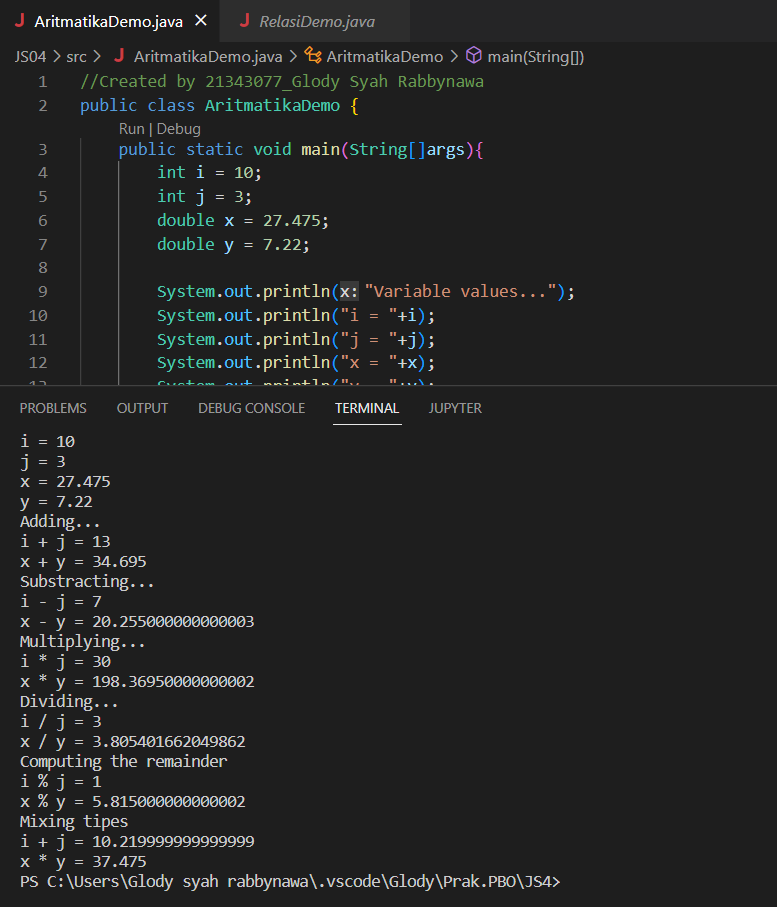 J AritmatikaDemo.java × J RelasiDemo.java
JS04 > src > J AritmatikaDemo.java > AritmatikaDemo > main(String[])
1 //Created by 21343077_Glody Syah Rabbynawa
2 public class AritmatikaDemo {
Run | Debug
3 public static void main(String[]args){
4 int i = 10;
5 int j = 3;
6 double x = 27.475;
7 double y = 7.22;
8
9 System.out.println(x: "Variable values...");
10 System.out.println("i = "+i);
11 System.out.println("j = "+j);
12 System.out.println("x = "+x);
13 System.out.println("y = "+y);
PROBLEMS OUTPUT DEBUG CONSOLE TERMINAL JUPYTER
i = 10
j = 3
x = 27.475
y = 7.22
Adding...
i + j = 13
x + y = 34.695
Substracting...
i - j = 7
x - y = 20.255000000000003
Multiplying...
i * j = 30
x * y = 198.36950000000002
Dividing...
i / j = 3
x / y = 3.805401662049862
Computing the remainder
i % j = 1
x % y = 5.815000000000002
Mixing tipes
i + j = 10.219999999999999
x * y = 37.475
PS C:\Users\Glody syah rabbynawa\.vscode\Glody\Prak.PBO\JS4>